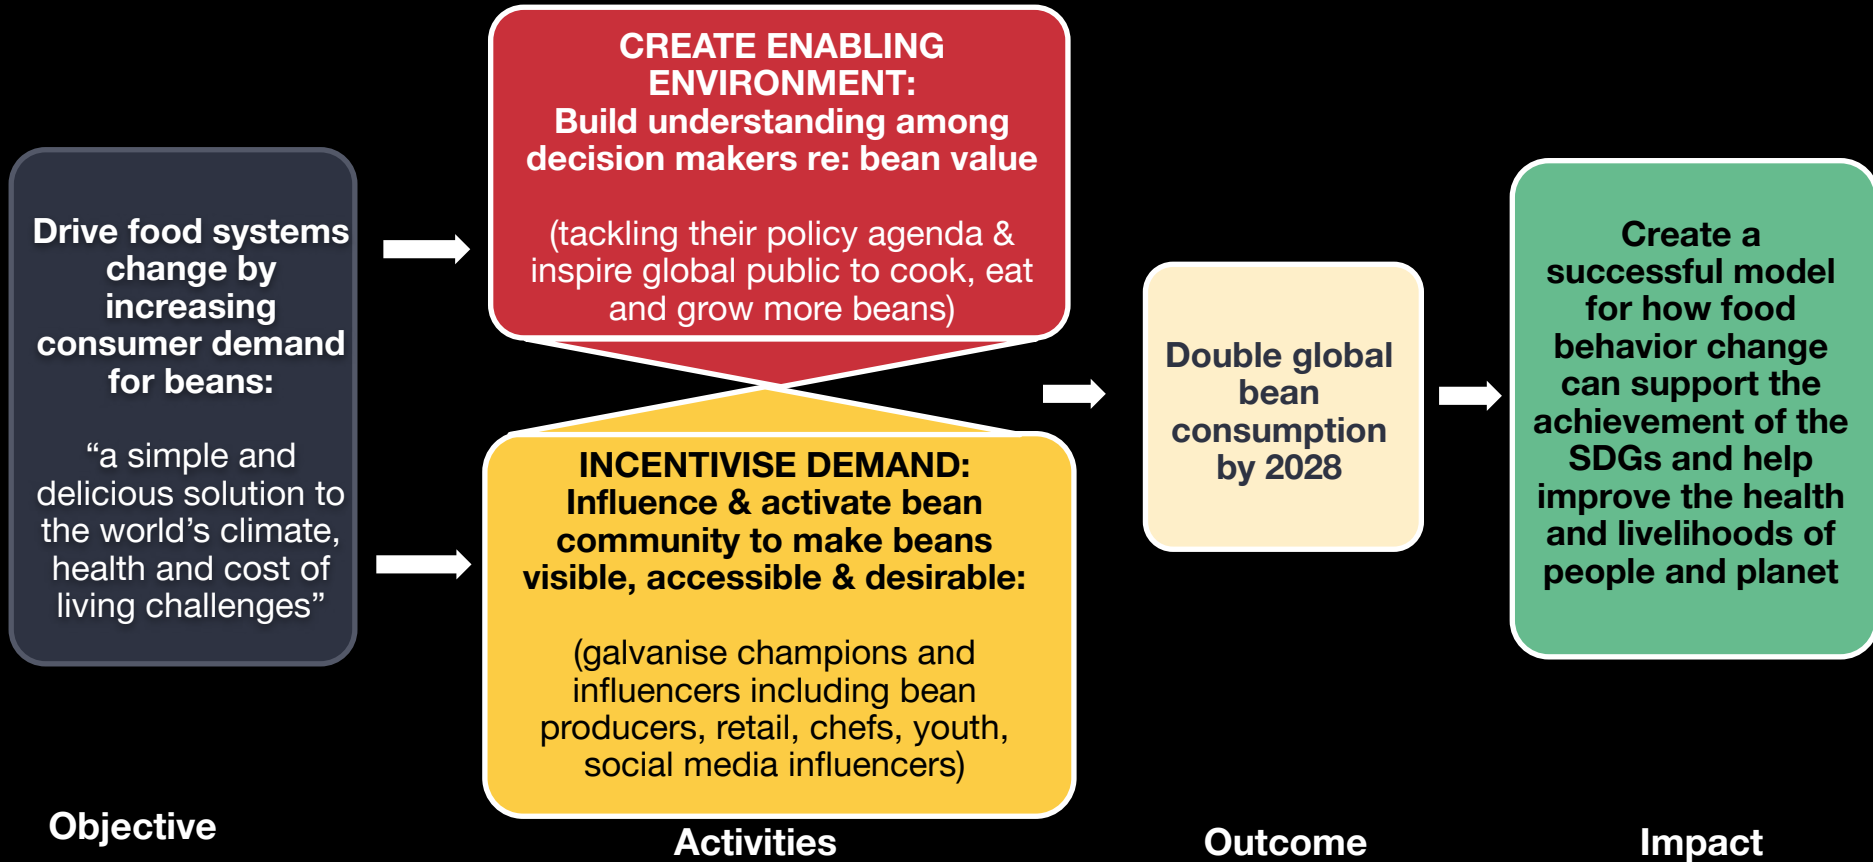 Drive food systems
change by
increasing
consumer demand
for beans:
“a simple and
delicious solution to
the world’s climate,
health and cost of
living challenges”
Objective
CREATE ENABLING
ENVIRONMENT:
Build understanding among
decision makers re: bean value
(tackling their policy agenda &
inspire global public to cook, eat
and grow more beans)
INCENTIVISE DEMAND:
Influence & activate bean
community to make beans
visible, accessible & desirable:
(galvanise champions and
influencers including bean
producers, retail, chefs, youth,
social media influencers)
Activities
Double global
bean
consumption
by 2028
Outcome
Create a
successful model
for how food
behavior change
can support the
achievement of the
SDGs and help
improve the health
and livelihoods of
people and planet
Impact